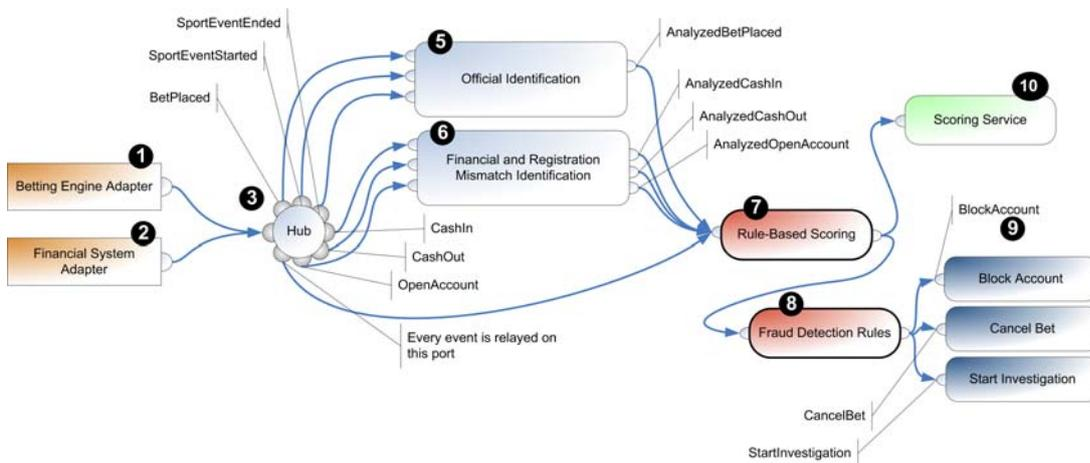 SportEventEnded
SportEventStarted
BetPlaced
5
Official Identification
AnalyzedBetPlaced
AnalyzedCashIn
AnalyzedCashOut
AnalyzedOpenAccount
10
Scoring Service
6
Financial and Registration
Mismatch Identification
1
Betting Engine Adapter
2
Financial System
Adapter
3
Hub
CashIn
CashOut
OpenAccount
Every event is relayed on
this port
7
Rule-Based Scoring
8
Fraud Detection Rules
BlockAccount
9
Block Account
Cancel Bet
Start Investigation
CancelBet
StartInvestigation